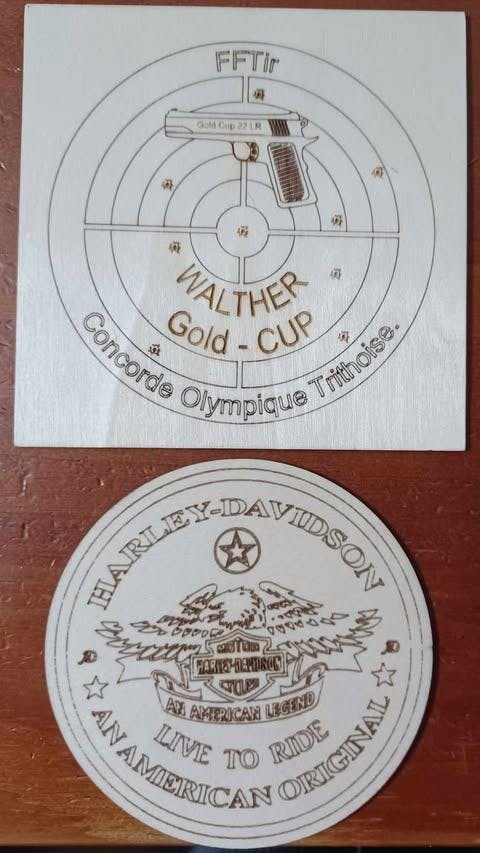 FFTir
Gold Cup 22 LR
WALTHER
Gold - CUP
Concorde Olympique Trithoise.
HARLEY-DAVIDSON
MOTOR
HARLEY-DAVIDSON
CYCLES
AN AMERICAN LEGEND
LIVE TO RIDE
AN AMERICAN ORIGINAL